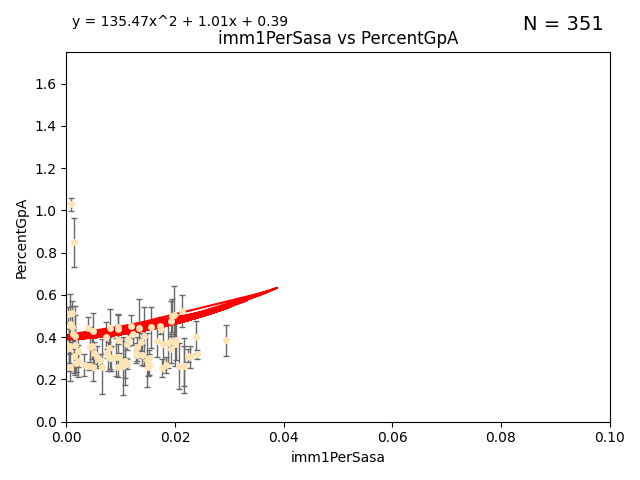 y = 135.47x^2 + 1.01x + 0.39
N = 351
imm1PerSasa vs PercentGpA
1.6
1.4
1.2
1.0
0.8
0.6
0.4
0.2
0.0
PercentGpA
0.00 0.02 0.04 0.06 0.08 0.10
imm1PerSasa